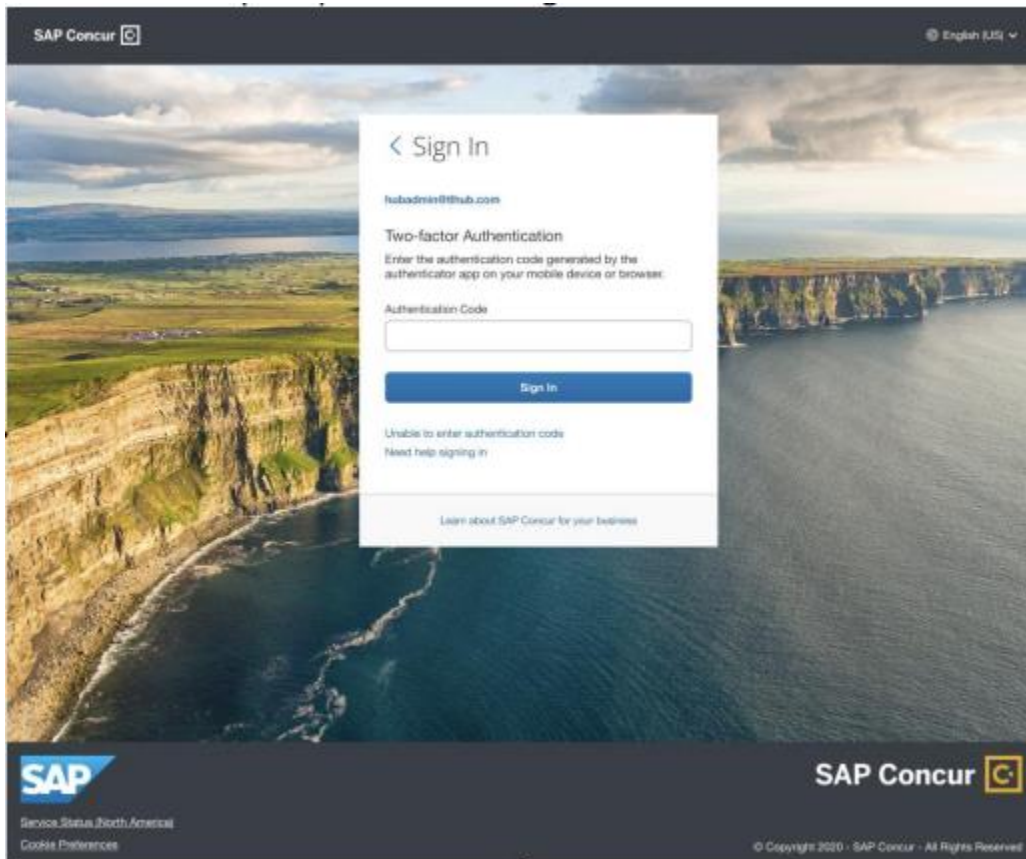 SAP Concur C
English (US)
Sign In
Two-factor Authentication
Enter the authentication code generated by the
authenticator app on your mobile device or browser.
Authentication Code
Sign In
Unable to enter authentication code
Need help signing in
Learn about SAP Concur for your business
SAP
SAP Concur C
Service Status (North America)
Cookie Preferences
© Copyright 2020 - SAP Concur - All Rights Reserved